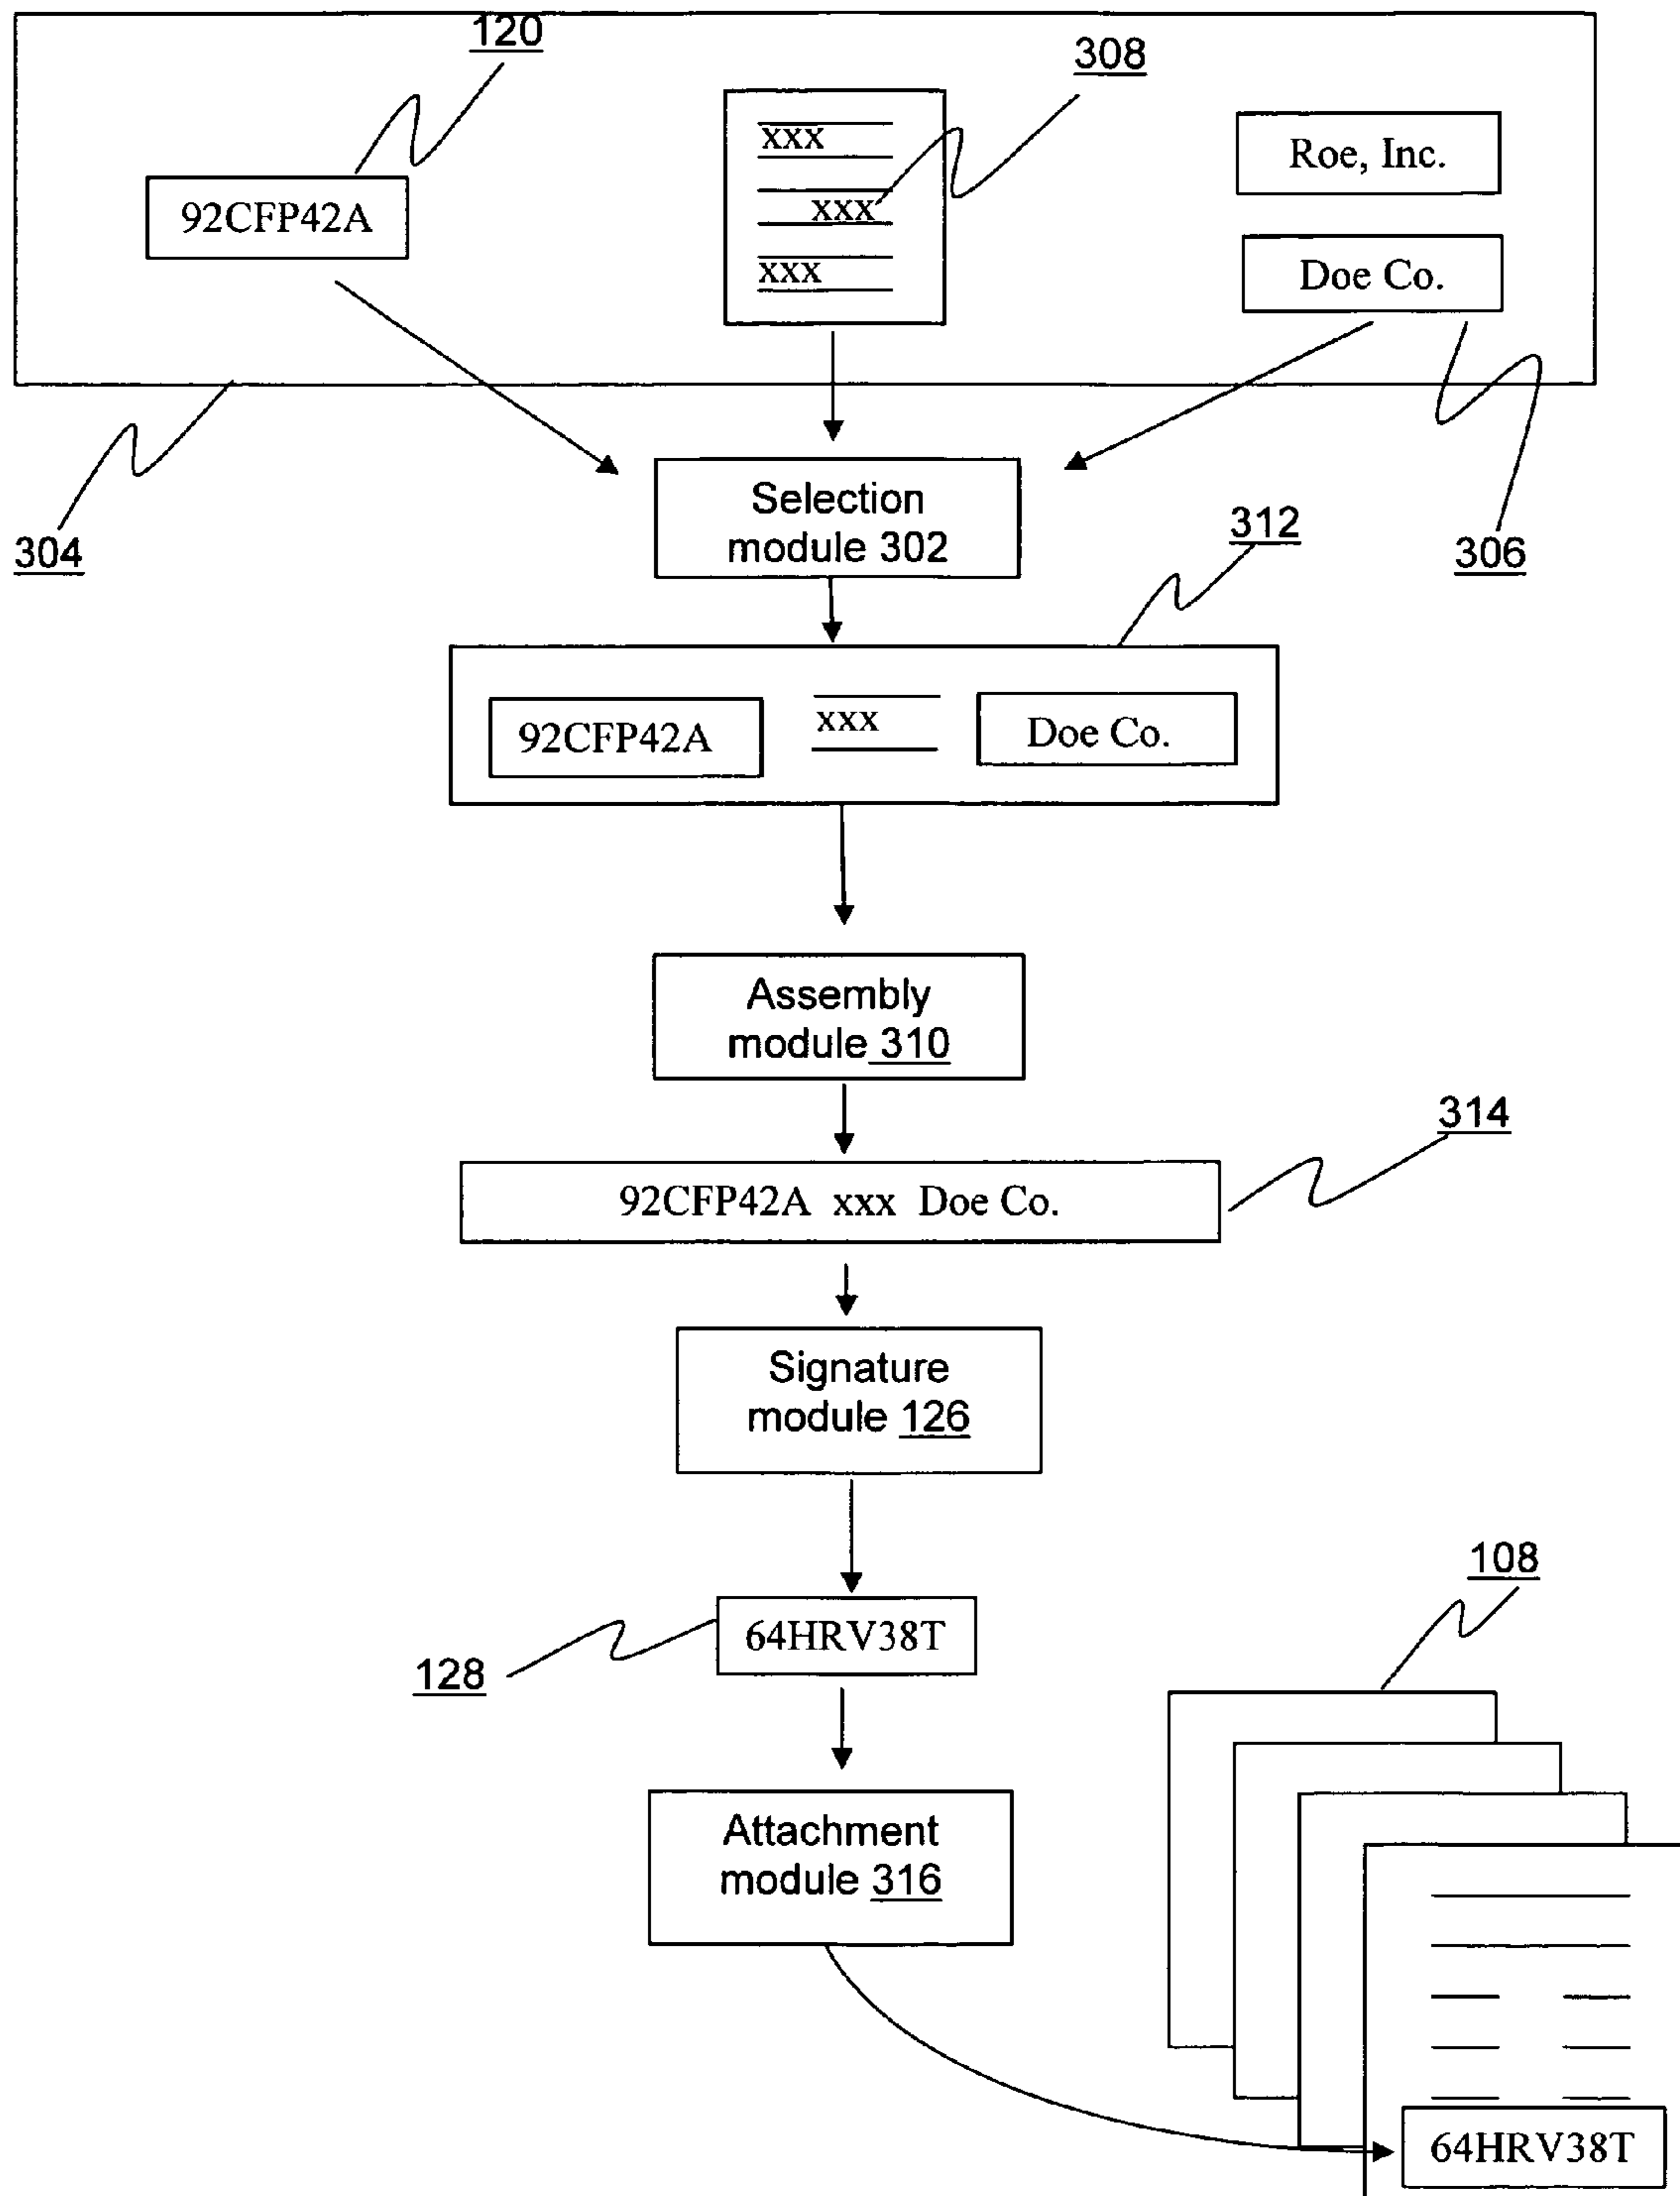 120
308
xxx
Roe, Inc.
92CFP42A
xxx
xxx
Doe Co.
Selection
module 302
304
312
306
92CFP42A
xxx
Doe Co.
Assembly
module 310
314
92CFP42A xxx Doe Co.
Signature
module 126
108
64HRV38T
128
Attachment
module 316
64HRV38T